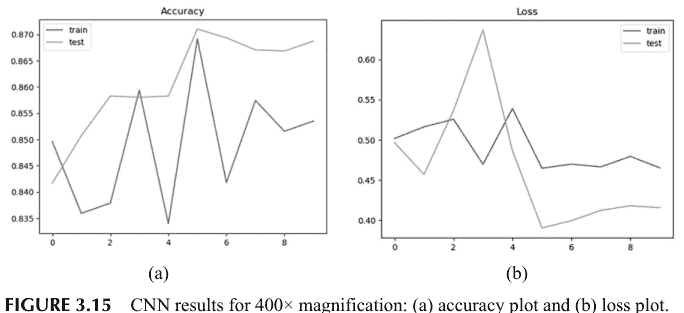 Accuracy
train
test
0.870
0.865
0.860
0.855
0.850
0.845
0.840
0.835
0 2 4 6 8
(a)
Loss
train
test
0.60
0.55
0.50
0.45
0.40
0 2 4 6 8
(b)
FIGURE 3.15 CNN results for 400× magnification: (a) accuracy plot and (b) loss plot.